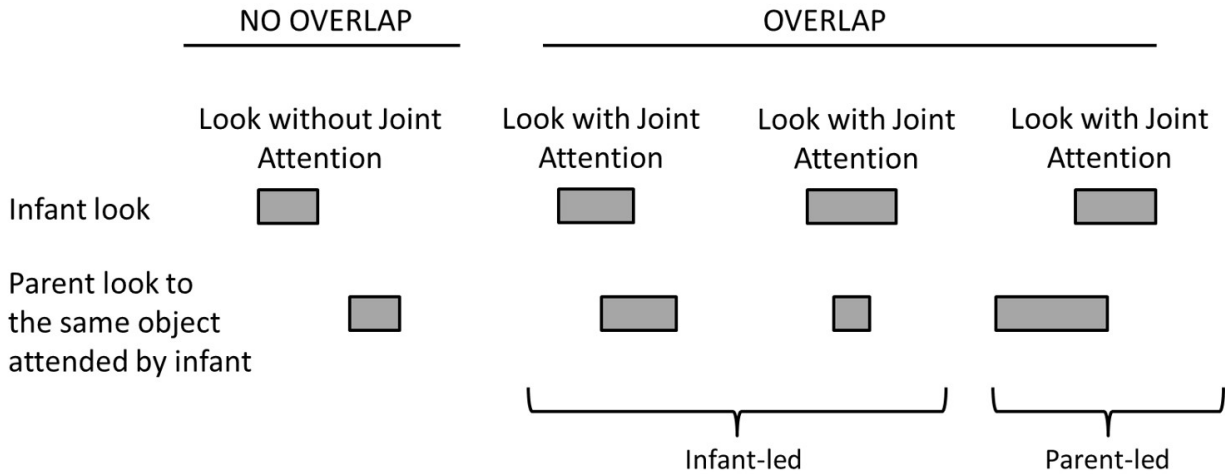 NO OVERLAP
OVERLAP
Look without Joint
Attention
Look with Joint
Attention
Look with Joint
Attention
Look with Joint
Attention
Infant look
Parent look to
the same object
attended by infant
Infant-led
Parent-led